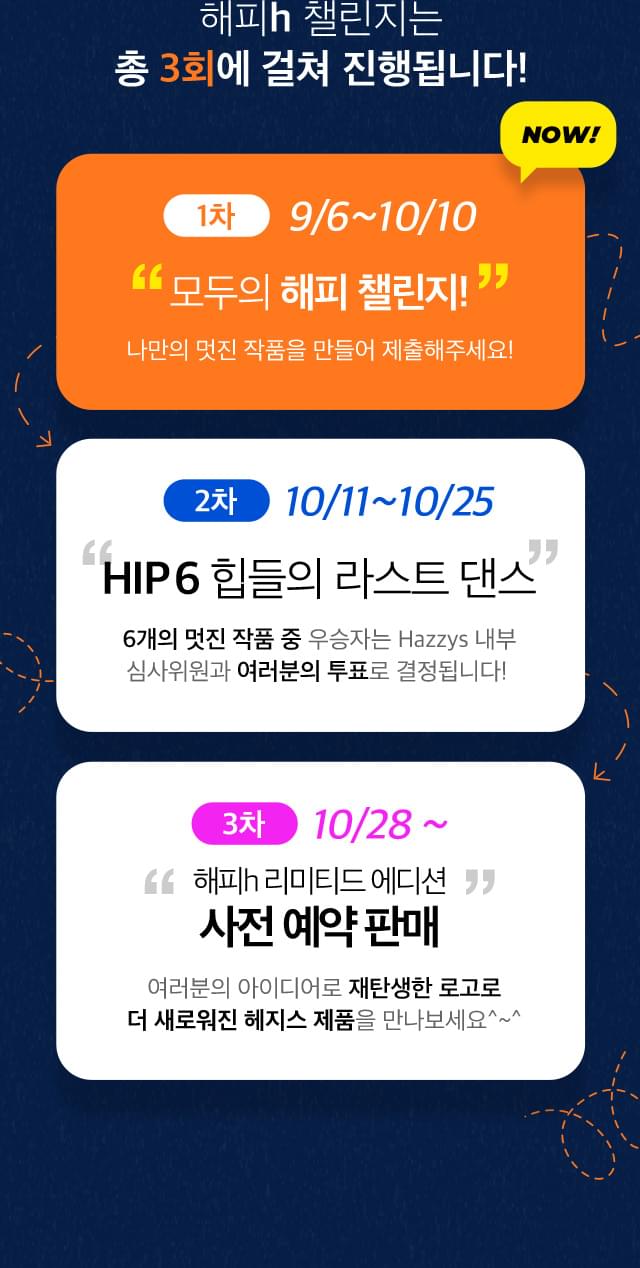 해피h 챌린지는
총 3회에 걸쳐 진행됩니다!
NOW!
1차 9/6~10/10
“모두의 해피 챌린지!”
나만의 멋진 작품을 만들어 제출해주세요!
2차 10/11~10/25
“HIP6 힙들의 라스트 댄스”
6개의 멋진 작품 중 우승자는 Hazzys 내부
심사위원과 여러분의 투표로 결정됩니다!
3차 10/28 ~
“해피h 리미티드 에디션”
사전 예약 판매
여러분의 아이디어로 재탄생한 로고로
더 새로워진 헤지스 제품을 만나보세요^~^